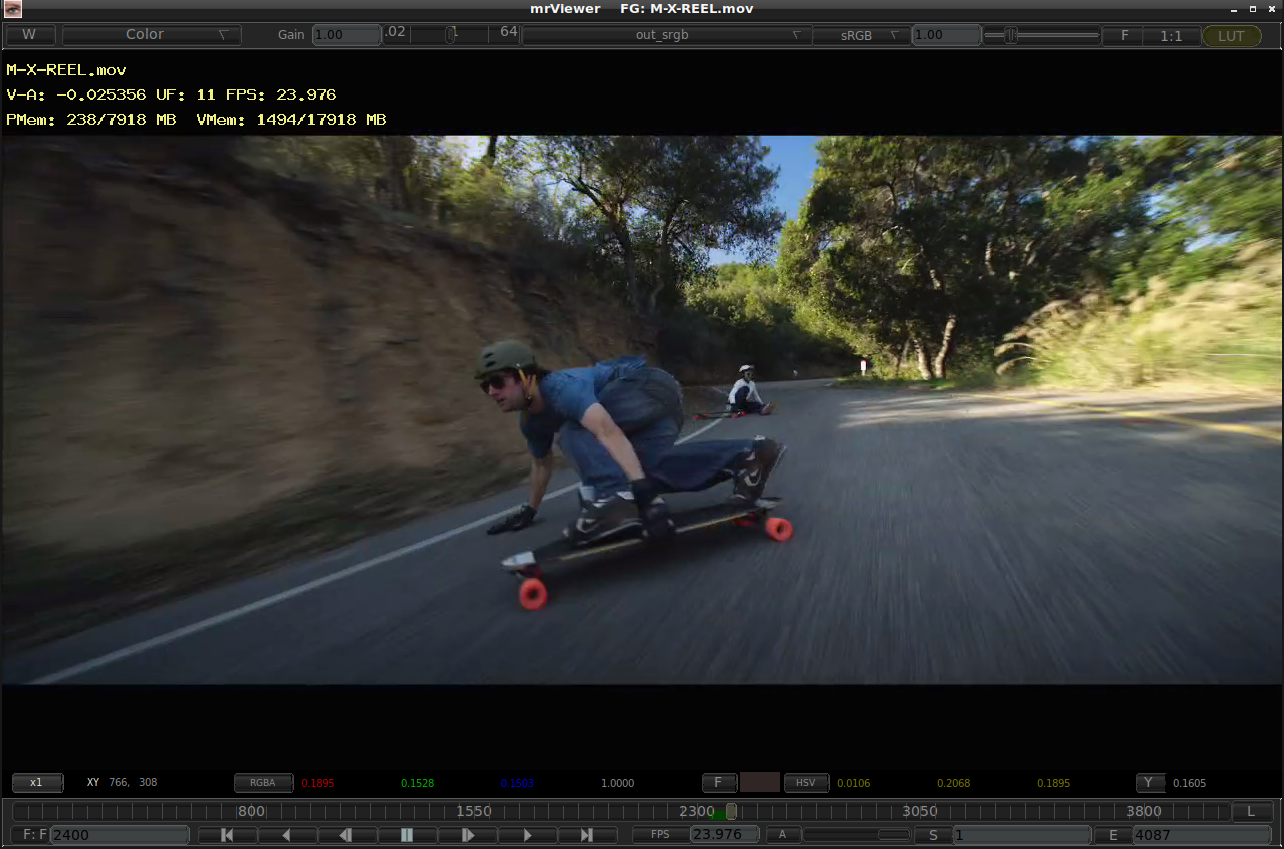 mrViewer FG: M-X-REEL.mov
W Color Gain 1.00 .02 1 64 out_srgb sRGB 1.00 F 1:1 LUT
M-X-REEL.mov
V-A: -0.025356 UF: 11 FPS: 23.976
PMem: 238/7918 MB VMem: 1494/17918 MB
x1 XY 766, 308 RGBA 0.1895 0.1528 0.1503 1.0000 F HSV 0.0106 0.2068 0.1895 Y 0.1605
800 1550 2300 3050 3800 L
F: F 2400 FPS 23.976 A S 1 E 4087